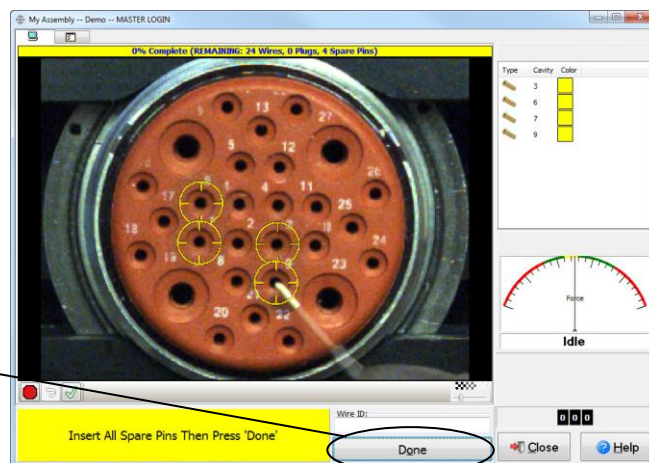 My Assembly -- Demo -- MASTER LOGIN
0% Complete (REMAINING: 24 Wires, 0 Plugs, 4 Spare Pins)
Type Cavity Color
3
6
7
9
13
27
5
12
26
17
1
4
11
25
18
2
24
19
8
23
20
22
Force
Idle
Insert All Spare Pins Then Press 'Done'
Wire ID:
Done
0 0 0
Close
Help